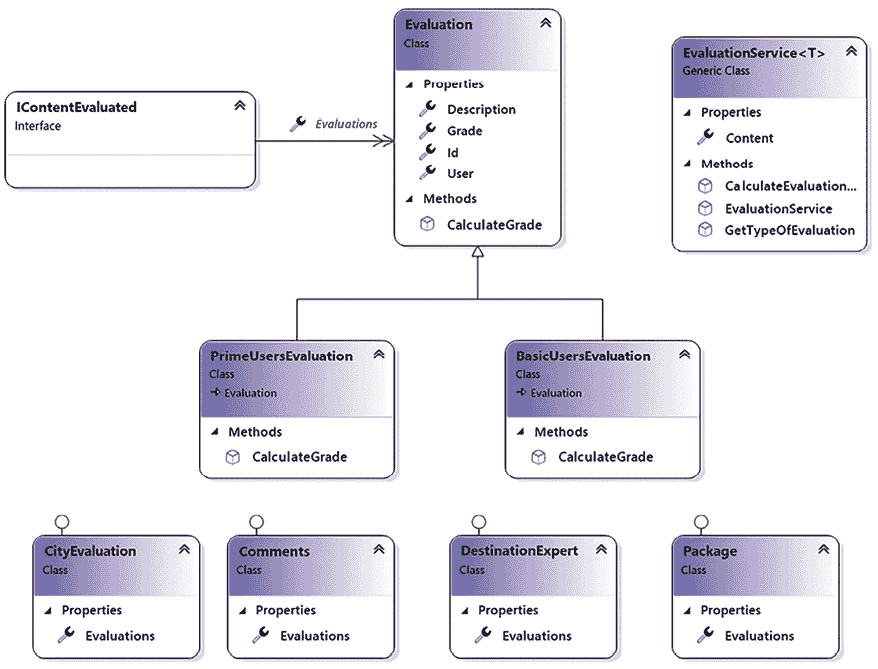 IContentEvaluated
Interface
Evaluations
Evaluation
Class
Properties
Description
Grade
Id
User
Methods
CalculateGrade
EvaluationService<T>
Generic Class
Properties
Content
Methods
CalculateEvaluation...
EvaluationService
GetTypeOfEvaluation
PrimeUsersEvaluation
Class
Evaluation
Methods
CalculateGrade
BasicUsersEvaluation
Class
Evaluation
Methods
CalculateGrade
CityEvaluation
Class
Properties
Evaluations
Comments
Class
Properties
Evaluations
DestinationExpert
Class
Properties
Evaluations
Package
Class
Properties
Evaluations